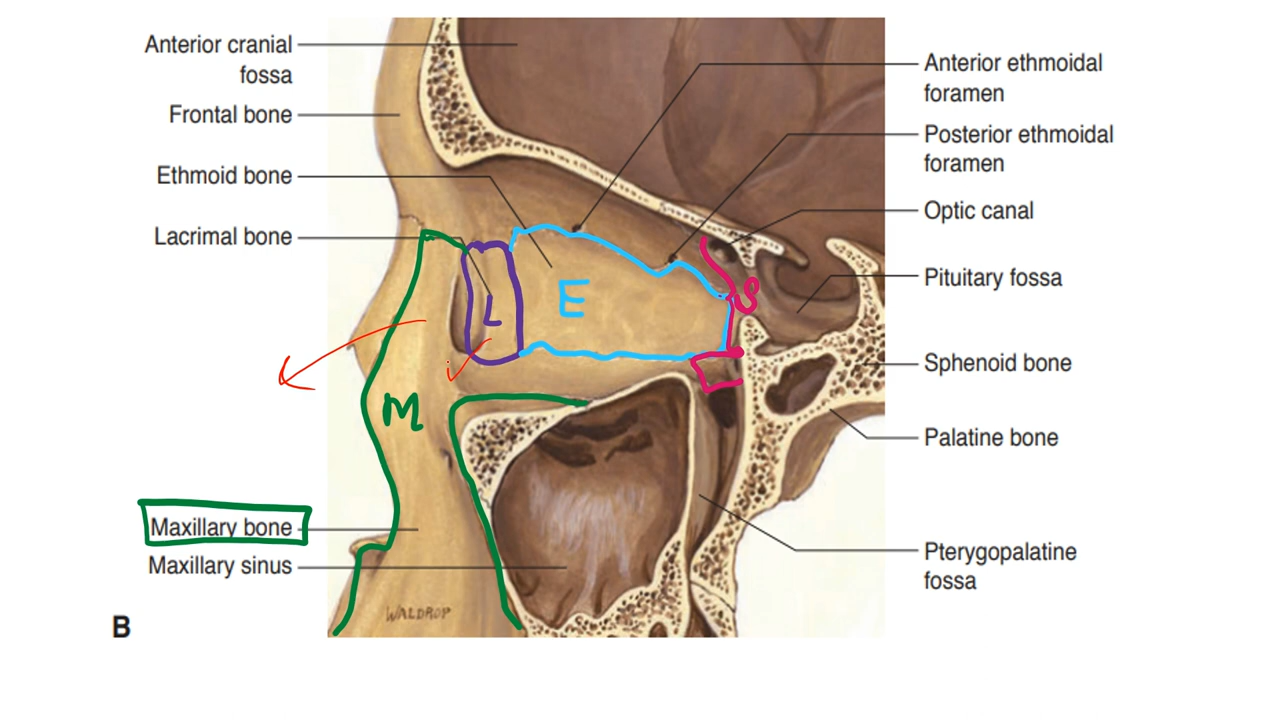 Anterior cranial
fossa
Frontal bone
Ethmoid bone
Lacrimal bone
Maxillary bone
Maxillary sinus
B
Anterior ethmoidal
foramen
Posterior ethmoidal
foramen
Optic canal
Pituitary fossa
Sphenoid bone
Palatine bone
Pterygopalatine
fossa
L
E
S
M
WALDROP